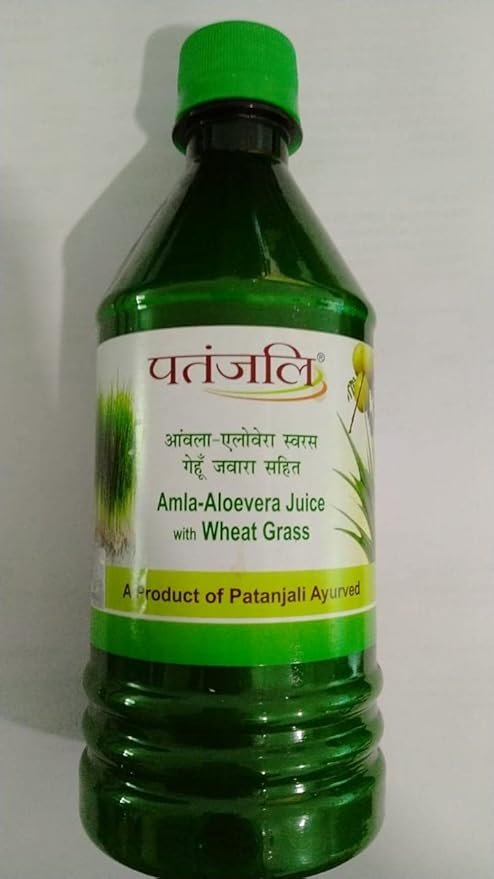 पतंजलि®
आंवला-एलोवेरा स्वरस
गेहूँ जवारा सहित
Amla-Aloevera Juice
with Wheat Grass
A Product of Patanjali Ayurved